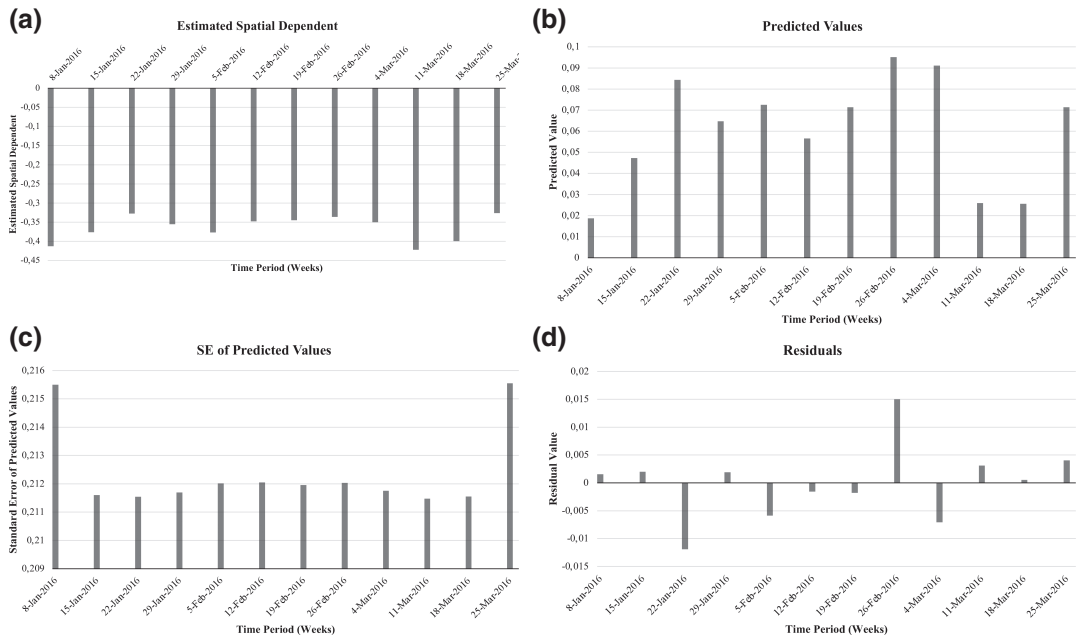 (a)
Estimated Spatial Dependent
8-Jan-2016
15-Jan-2016
22-Jan-2016
29-Jan-2016
5-Feb-2016
12-Feb-2016
19-Feb-2016
26-Feb-2016
4-Mar-2016
11-Mar-2016
18-Mar-2016
25-Mar-
0
-0,05
-0,1
-0,15
-0,2
-0,25
-0,3
-0,35
-0,4
-0,45
Estimated Spatial Dependent
Time Period (Weeks)
(b)
Predicted Values
0,1
0,09
0,08
0,07
0,06
0,05
0,04
0,03
0,02
0,01
0
Predicted Value
8-Jan-2016
15-Jan-2016
22-Jan-2016
29-Jan-2016
5-Feb-2016
12-Feb-2016
19-Feb-2016
26-Feb-2016
4-Mar-2016
11-Mar-2016
18-Mar-2016
25-Mar-2016
Time Period (Weeks)
(c)
SE of Predicted Values
0,216
0,215
0,214
0,213
0,212
0,211
0,21
0,209
Standard Error of Predicted Values
8-Jan-2016
15-Jan-2016
22-Jan-2016
29-Jan-2016
5-Feb-2016
12-Feb-2016
19-Feb-2016
26-Feb-2016
4-Mar-2016
11-Mar-2016
18-Mar-2016
25-Mar-2016
Time Period (Weeks)
(d)
Residuals
0,02
0,015
0,01
0,005
0
-0,005
-0,01
-0,015
Residual Value
8-Jan-2016
15-Jan-2016
22-Jan-2016
29-Jan-2016
5-Feb-2016
12-Feb-2016
19-Feb-2016
26-Feb-2016
4-Mar-2016
11-Mar-2016
18-Mar-2016
25-Mar-2016
Time Period (Weeks)